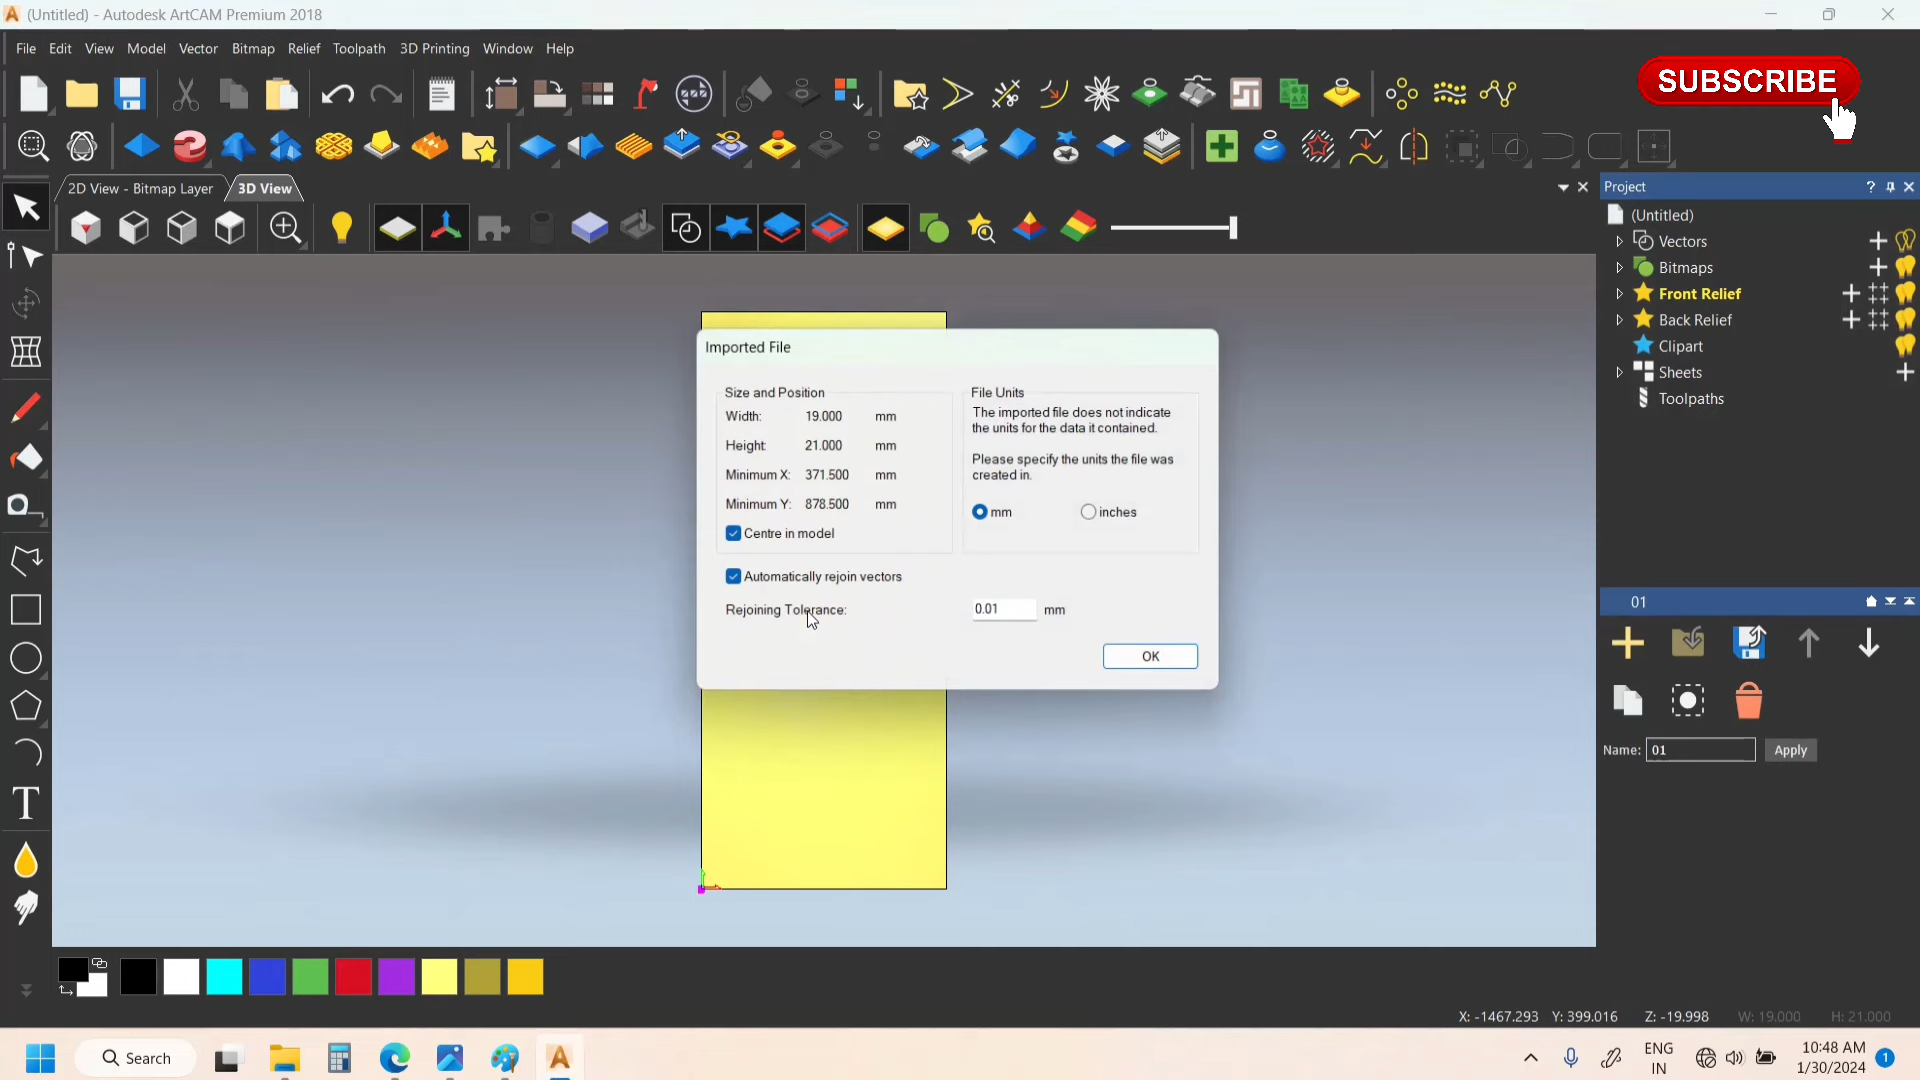 (Untitled) - Autodesk ArtCAM Premium 2018
File Edit View Model Vector Bitmap Relief Toolpath 3D Printing Window Help
SUBSCRIBE
2D View - Bitmap Layer 3D View
Project
(Untitled)
Vectors
Bitmaps
Front Relief
Back Relief
Clipart
Sheets
Toolpaths
Imported File
Size and Position
Width: 19.000 mm
Height: 21.000 mm
Minimum X: 371.500 mm
Minimum Y: 878.500 mm
Centre in model
File Units
The imported file does not indicate
the units for the data it contained.
Please specify the units the file was
created in.
mm inches
Automatically rejoin vectors
Rejoining Tolerance: 0.01 mm
OK
01
Name: 01 Apply
X: -1467.293 Y: 399.016 Z: -19.998 W: 19.000 H: 21.000
Search
ENG
IN
10:48 AM
1/30/2024
1